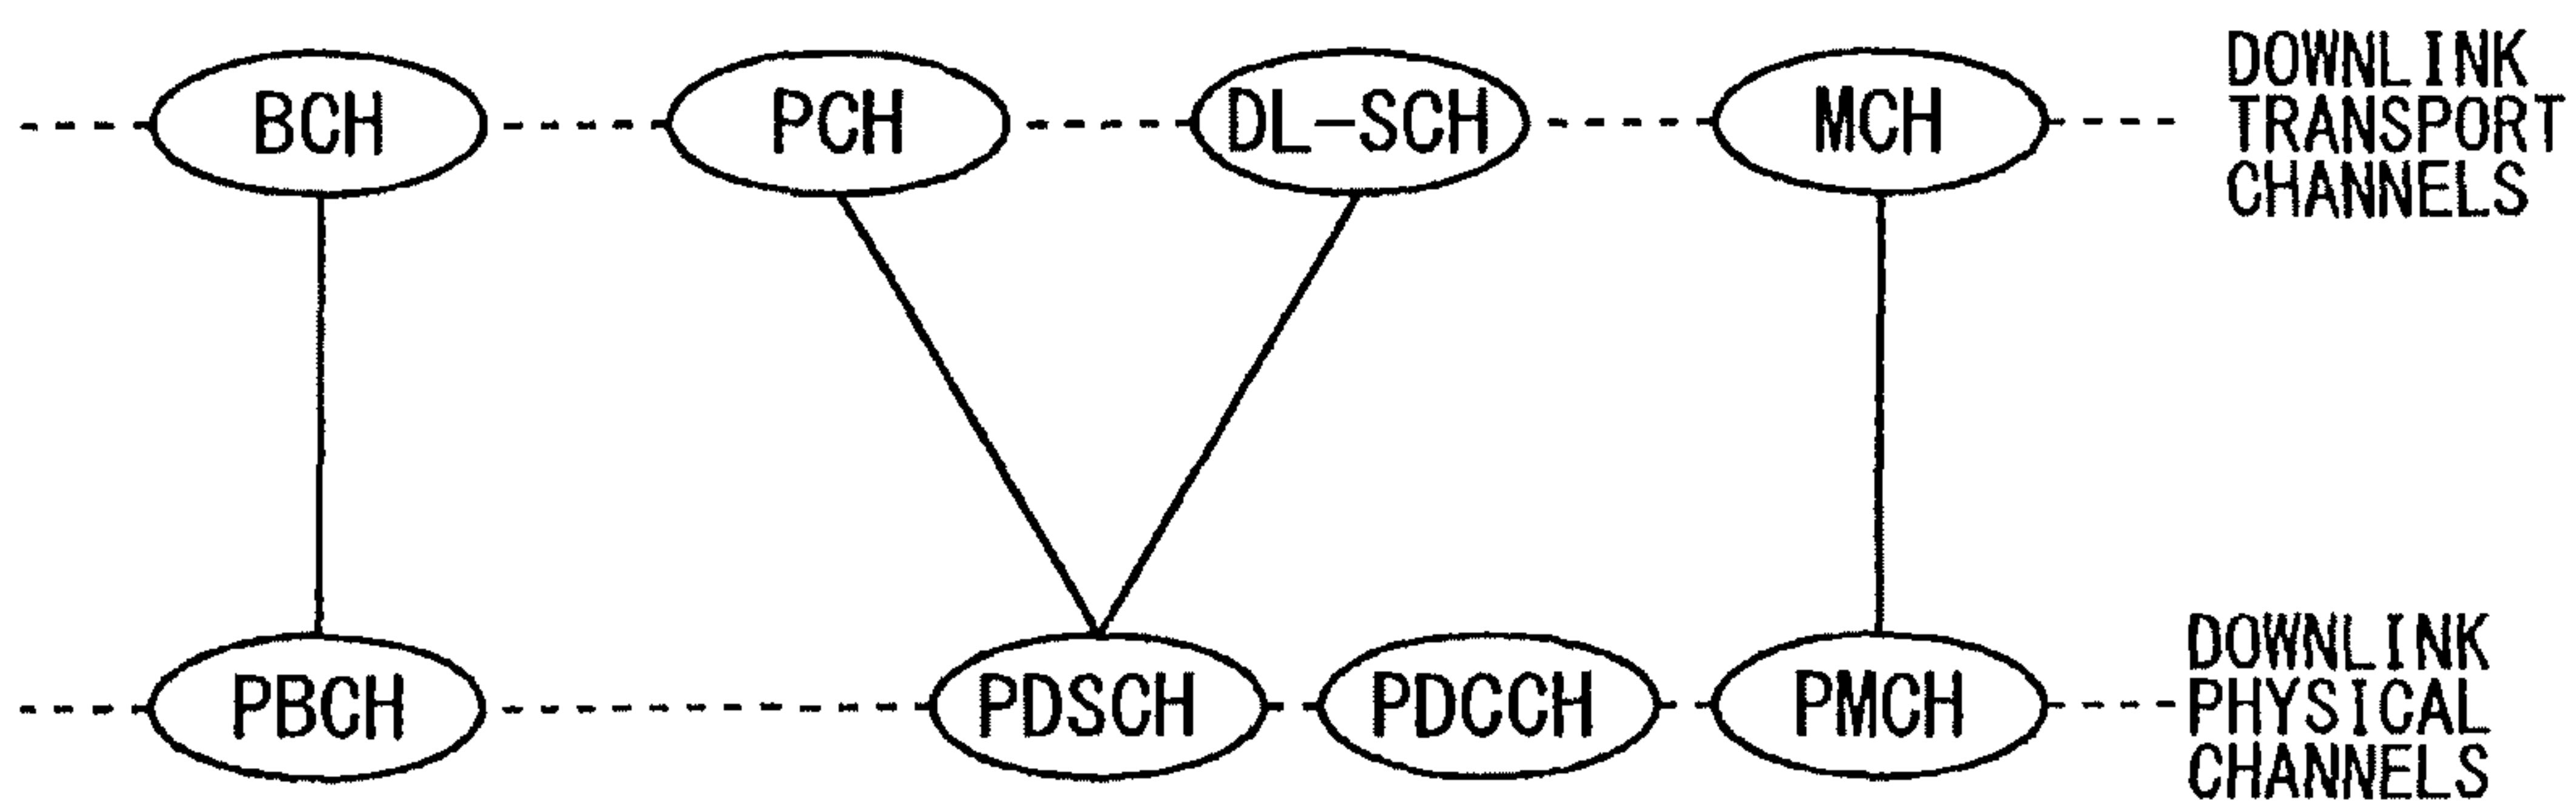 BCH
PCH
DL-SCH
MCH
DOWNLINK
TRANSPORT
CHANNELS
PBCH
PDSCH
PDCCH
PMCH
DOWNLINK
PHYSICAL
CHANNELS